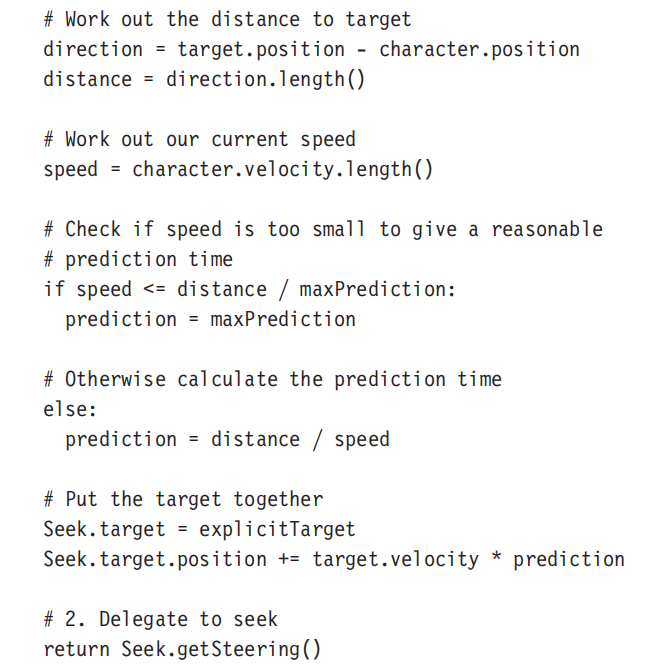 # Work out the distance to target
direction = target.position - character.position
distance = direction.length()
# Work out our current speed
speed = character.velocity.length()
# Check if speed is too small to give a reasonable
# prediction time
if speed <= distance / maxPrediction:
prediction = maxPrediction
# Otherwise calculate the prediction time
else:
prediction = distance / speed
# Put the target together
Seek.target = explicitTarget
Seek.target.position += target.velocity * prediction
# 2. Delegate to seek
return Seek.getSteering()